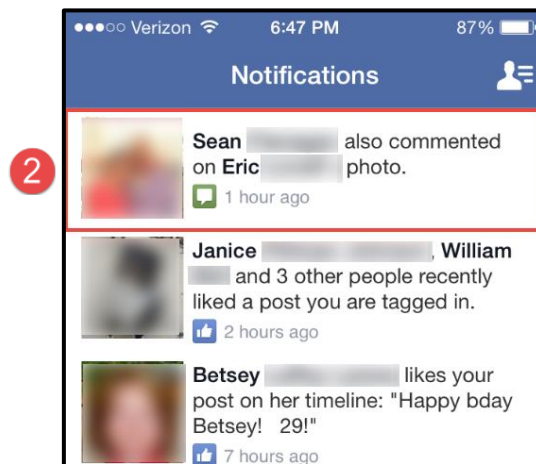 Verizon 6:47 PM 87%
Notifications
2
Sean also commented
on Eric photo.
1 hour ago
Janice , William
and 3 other people recently
liked a post you are tagged in.
2 hours ago
Betsey likes your
post on her timeline: "Happy bday
Betsey! 29!"
7 hours ago